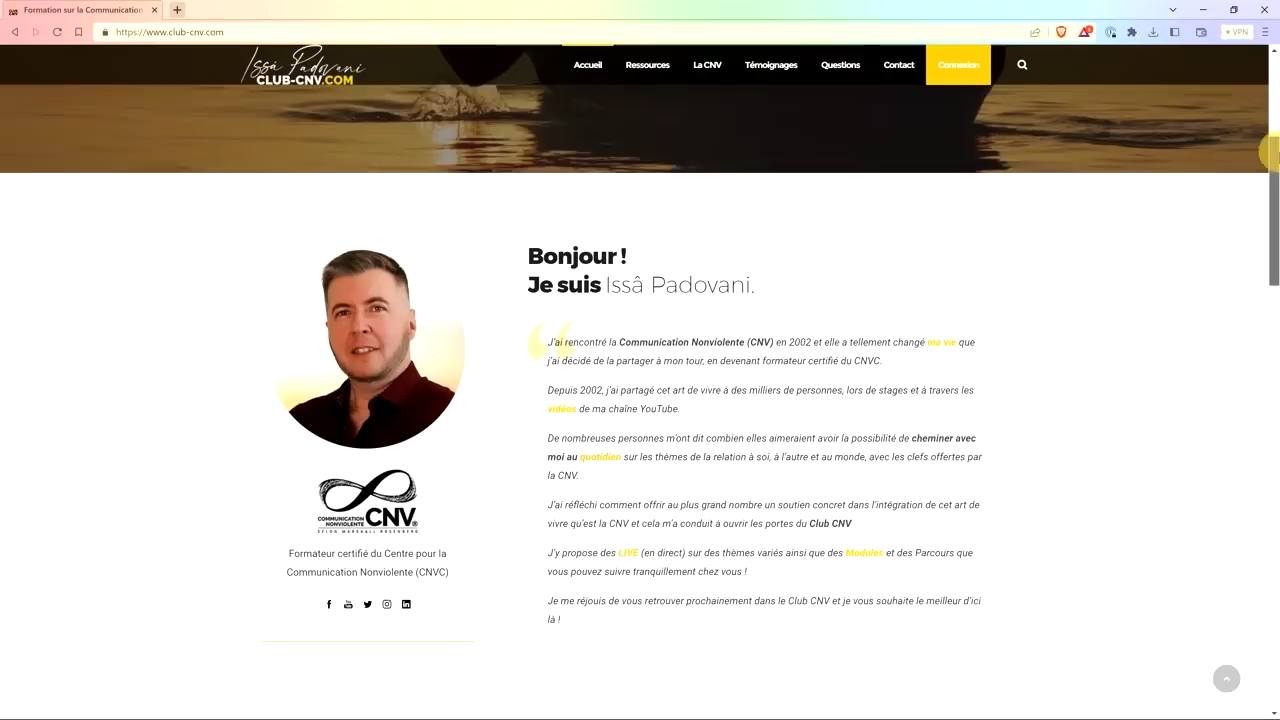 Formation sur la Communication
https://www.club-cnv.com
VPN
Issâ Padovani
CLUB-CNV.COM
Accueil
Ressources
La CNV
Témoignages
Questions
Contact
Connexion
Bonjour !
Je suis Issâ Padovani.
J'ai rencontré la Communication Nonviolente (CNV) en 2002 et elle a tellement changé ma vie que
j'ai décidé de la partager à mon tour, en devenant formateur certifié du CNVC.
Depuis 2002, j'ai partagé cet art de vivre à des milliers de personnes, lors de stages et à travers les
vidéos de ma chaîne YouTube.
De nombreuses personnes m'ont dit combien elles aimeraient avoir la possibilité de cheminer avec
moi au quotidien sur les thèmes de la relation à soi, à l'autre et au monde, avec les clefs offertes par
la CNV.
J'ai réfléchi comment offrir au plus grand nombre un soutien concret dans l'intégration de cet art de
vivre qu'est la CNV et cela m'a conduit à ouvrir les portes du Club CNV
J'y propose des LIVE (en direct) sur des thèmes variés ainsi que des Modules et des Parcours que
vous pouvez suivre tranquillement chez vous !
Je me réjouis de vous retrouver prochainement dans le Club CNV et je vous souhaite le meilleur d'ici
là !
COMMUNICATION
NONVIOLENTE CNV®
SELON MARSHALL ROSENBERG
Formateur certifié du Centre pour la
Communication Nonviolente (CNVC)